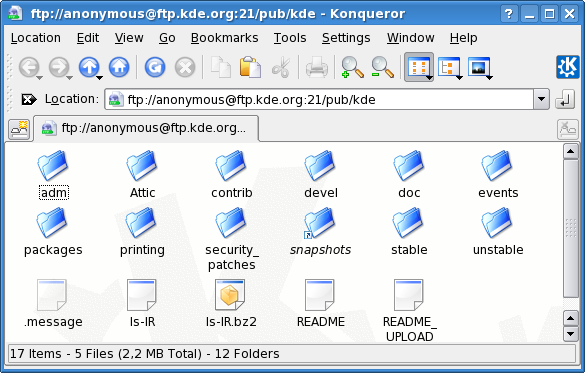 ftp://anonymous@ftp.kde.org:21/pub/kde - Konqueror
Location Edit View Go Bookmarks Tools Settings Window Help
Location: ftp://anonymous@ftp.kde.org:21/pub/kde
ftp://anonymous@ftp.kde.org...
adm Attic contrib devel doc events
packages printing security_ snapshots stable unstable
patches
.message ls-lR ls-lR.bz2 README README_
UPLOAD
17 Items - 5 Files (2,2 MB Total) - 12 Folders